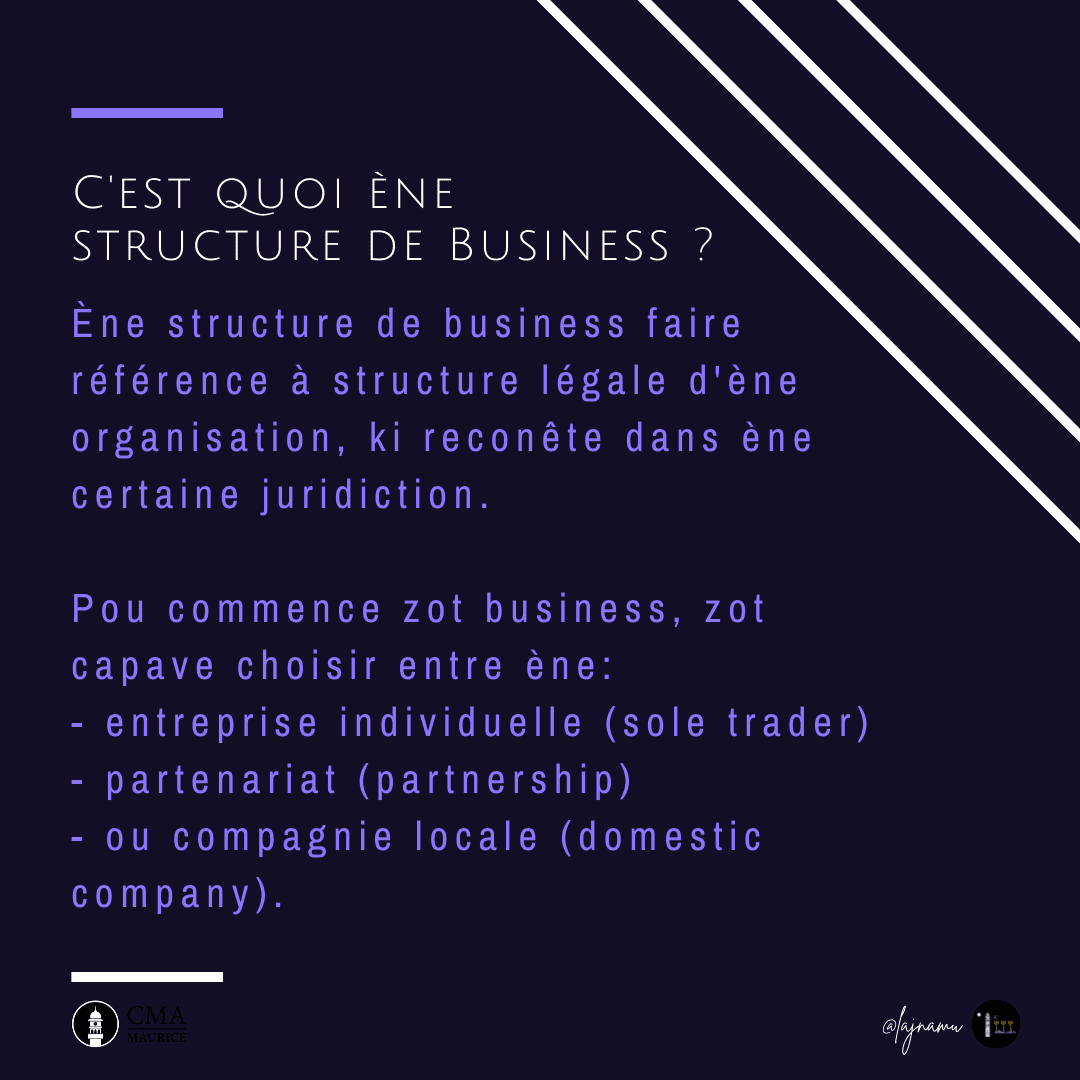 C'est quoi ène
structure de Business ?
Ène structure de business faire
référence à structure légale d'ène
organisation, ki reconête dans ène
certaine juridiction.
Pou commence zot business, zot
capave choisir entre ène:
- entreprise individuelle (sole trader)
- partenariat (partnership)
- ou compagnie locale (domestic
company).
CMA
MAURICE
@lajnamu